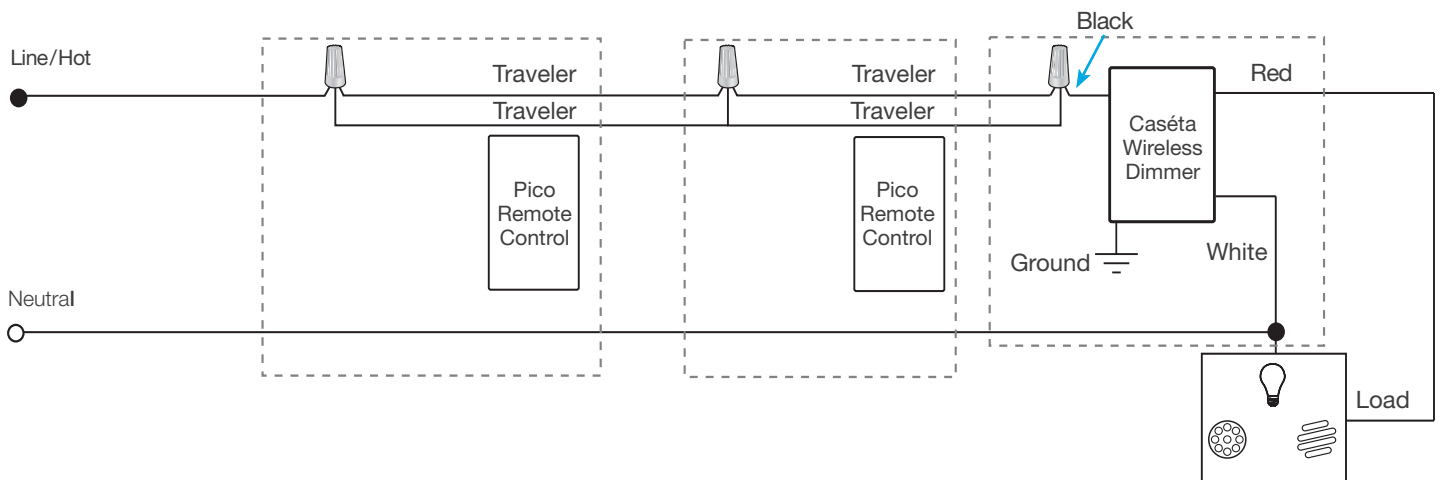 Black
Line/Hot
Traveler
Traveler
Red
Traveler
Traveler
Caséta
Wireless
Dimmer
Pico
Remote
Control
Pico
Remote
Control
Ground
White
Neutral
Load